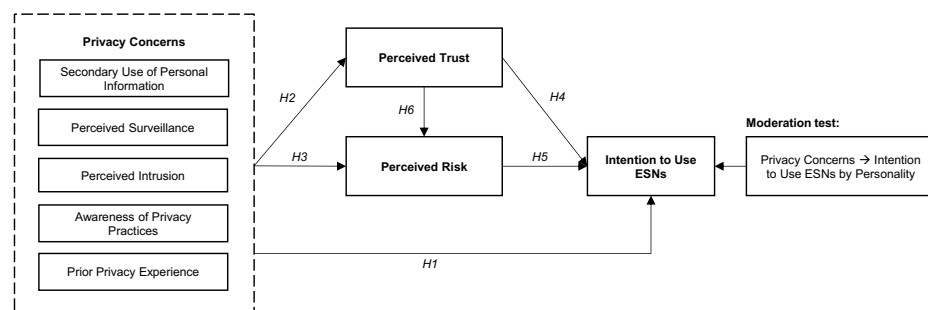 Privacy Concerns
Secondary Use of Personal
Information
Perceived Surveillance
Perceived Intrusion
Awareness of Privacy
Practices
Prior Privacy Experience
H2
H3
H1
Perceived Trust
H6
Perceived Risk
H4
H5
Intention to Use
ESNs
Moderation test:
Privacy Concerns → Intention
to Use ESNs by Personality